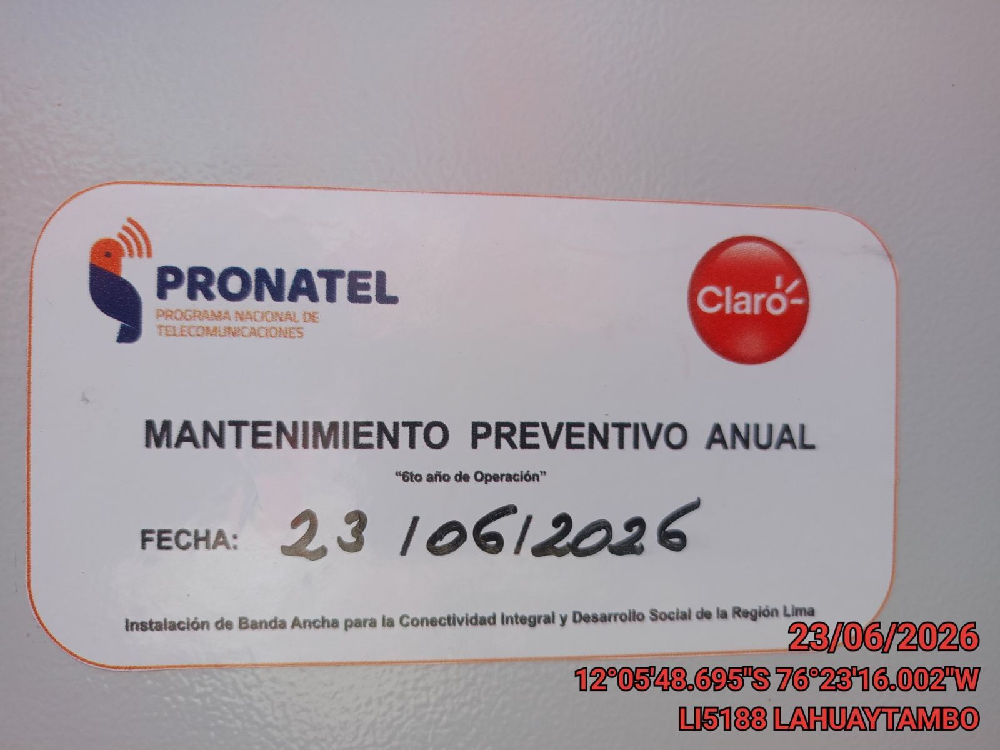 PRONATEL
PROGRAMA NACIONAL DE
TELECOMUNICACIONES
Claro
MANTENIMIENTO PREVENTIVO ANUAL
“6to año de Operación”
FECHA: 23/06/2026
Instalación de Banda Ancha para la Conectividad Integral y Desarrollo Social de la Región Lima
23/06/2026
12°05'48.695"S 76°23'16.002"W
LI5188 LAHUAYTAMBO